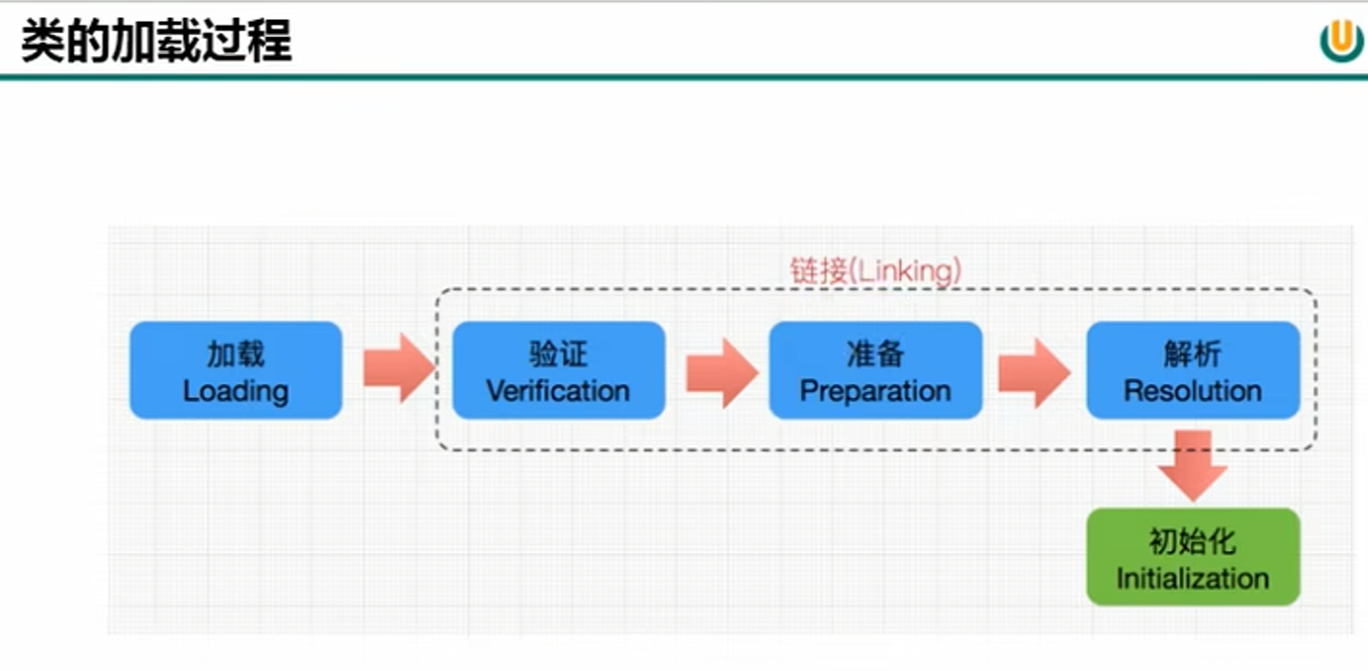 类的加载过程
链接(Linking)
加载
Loading
验证
Verification
准备
Preparation
解析
Resolution
初始化
Initialization